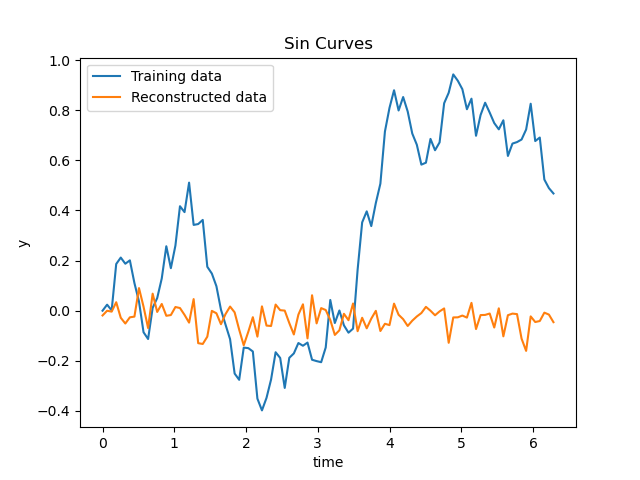 Sin Curves
Training data
Reconstructed data
1.0
0.8
0.6
0.4
0.2
0.0
−0.2
−0.4
y
0 1 2 3 4 5 6
time